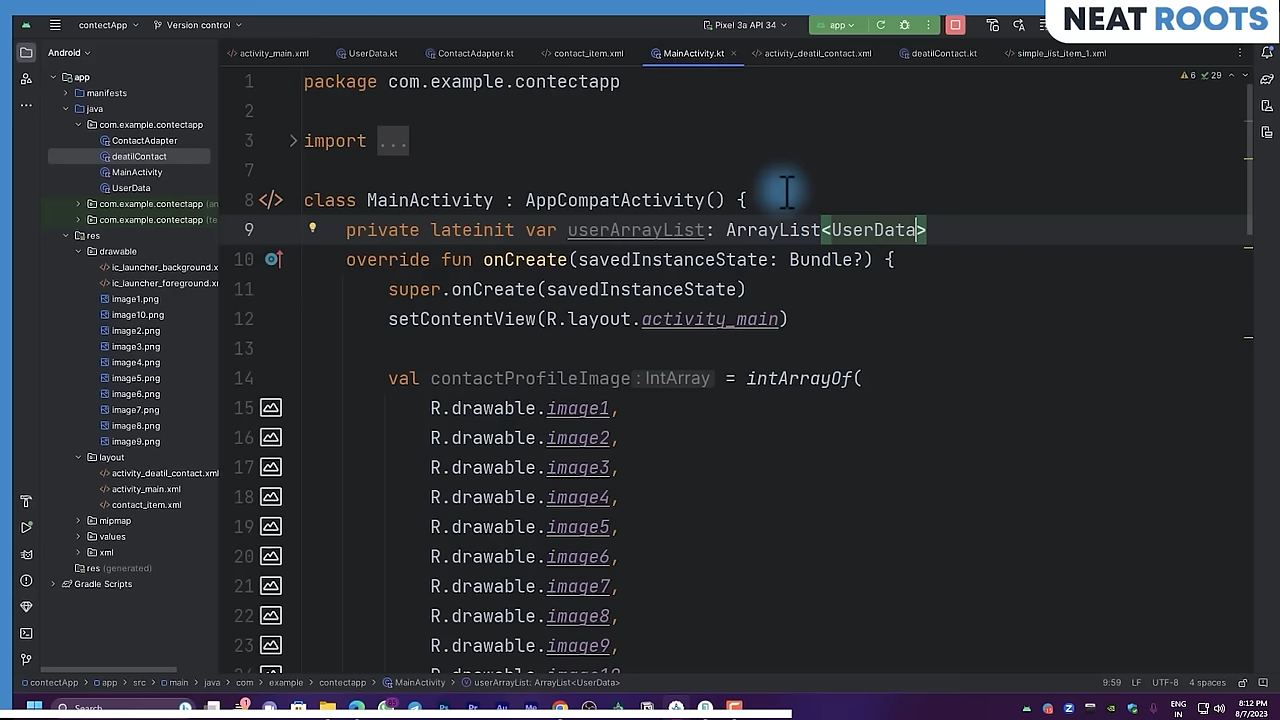 NEAT ROOTS
contectApp
Version control
Pixel 3a API 34
app
Android
activity_main.xml
UserData.kt
ContactAdapter.kt
contact_item.xml
MainActivity.kt
activity_deatil_contact.xml
deatilContact.kt
simple_list_item_1.xml
app
manifests
java
com.example.contectapp
ContactAdapter
deatilContact
MainActivity
UserData
com.example.contectapp (an
com.example.contectapp (te
res
drawable
ic_launcher_background.x
ic_launcher_foreground.x
image1.png
image10.png
image2.png
image3.png
image4.png
image5.png
image6.png
image7.png
image8.png
image9.png
layout
activity_deatil_contact.xml
activity_main.xml
contact_item.xml
mipmap
values
xml
res (generated)
Gradle Scripts
6 29
1 package com.example.contectapp
2
3 import ...
7
8 class MainActivity : AppCompatActivity() {
9 private lateinit var userArrayList: ArrayList<UserData>
10 override fun onCreate(savedInstanceState: Bundle?) {
11 super.onCreate(savedInstanceState)
12 setContentView(R.layout.activity_main)
13
14 val contactProfileImage : IntArray = intArrayOf(
15 R.drawable.image1,
16 R.drawable.image2,
17 R.drawable.image3,
18 R.drawable.image4,
19 R.drawable.image5,
20 R.drawable.image6,
21 R.drawable.image7,
22 R.drawable.image8,
23 R.drawable.image9,
contectApp > app > src > main > java > com > example > contectapp > MainActivity > userArrayList: ArrayList<UserData>
9:59 LF UTF-8 4 spaces
Search
ENG
IN
8:12 PM
8/7/2023